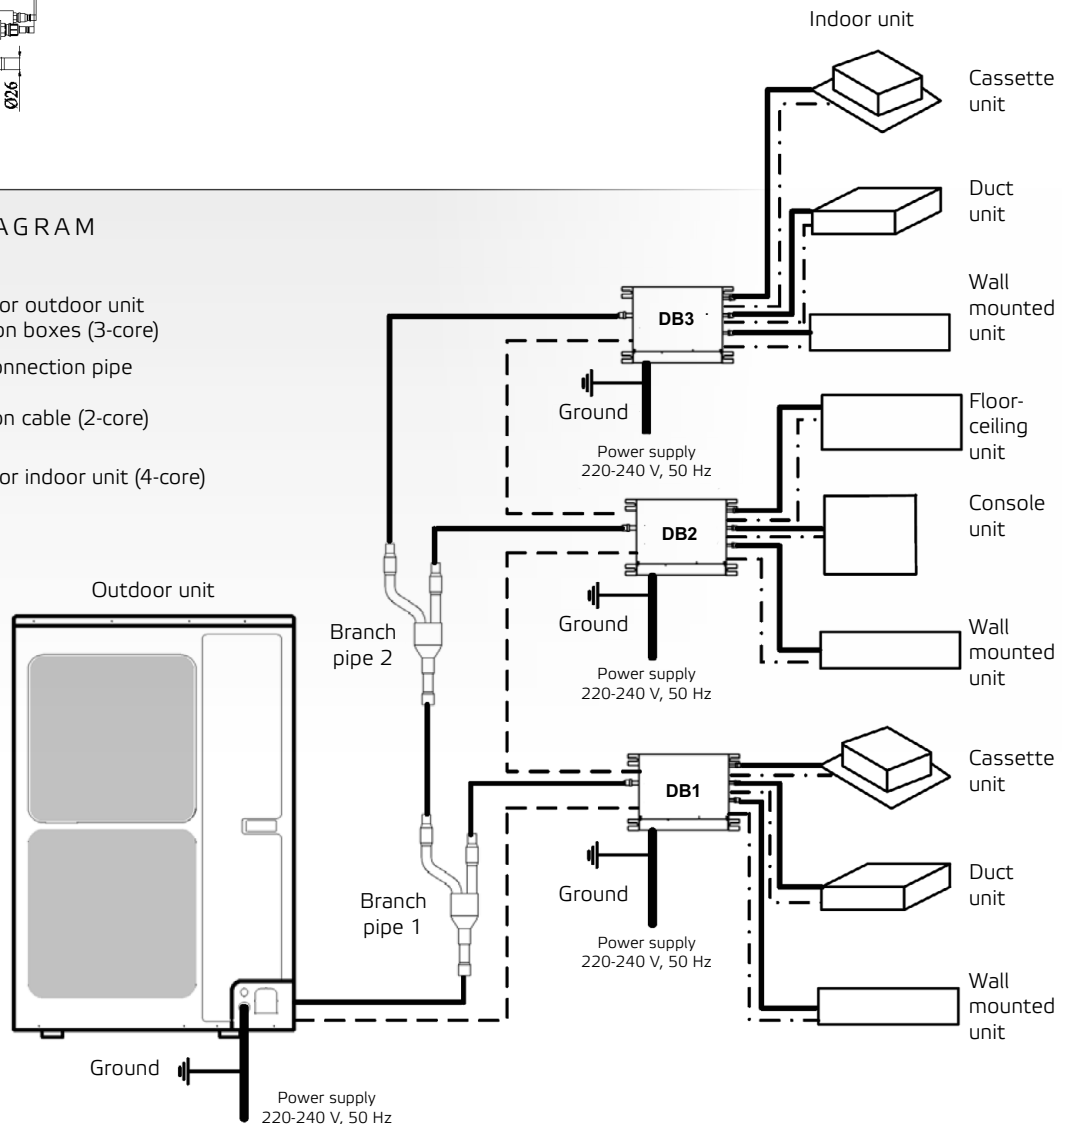 Ø26
Indoor unit
Cassette
unit
Duct
unit
AGRAM
or outdoor unit
on boxes (3-core)
onnection pipe
on cable (2-core)
or indoor unit (4-core)
Wall
mounted
unit
DB3
Ground
Power supply
220-240 V, 50 Hz
Floor-
ceiling
unit
Console
unit
DB2
Ground
Power supply
220-240 V, 50 Hz
Wall
mounted
unit
Outdoor unit
Branch
pipe 2
Cassette
unit
DB1
Ground
Power supply
220-240 V, 50 Hz
Duct
unit
Branch
pipe 1
Wall
mounted
unit
Ground
Power supply
220-240 V, 50 Hz